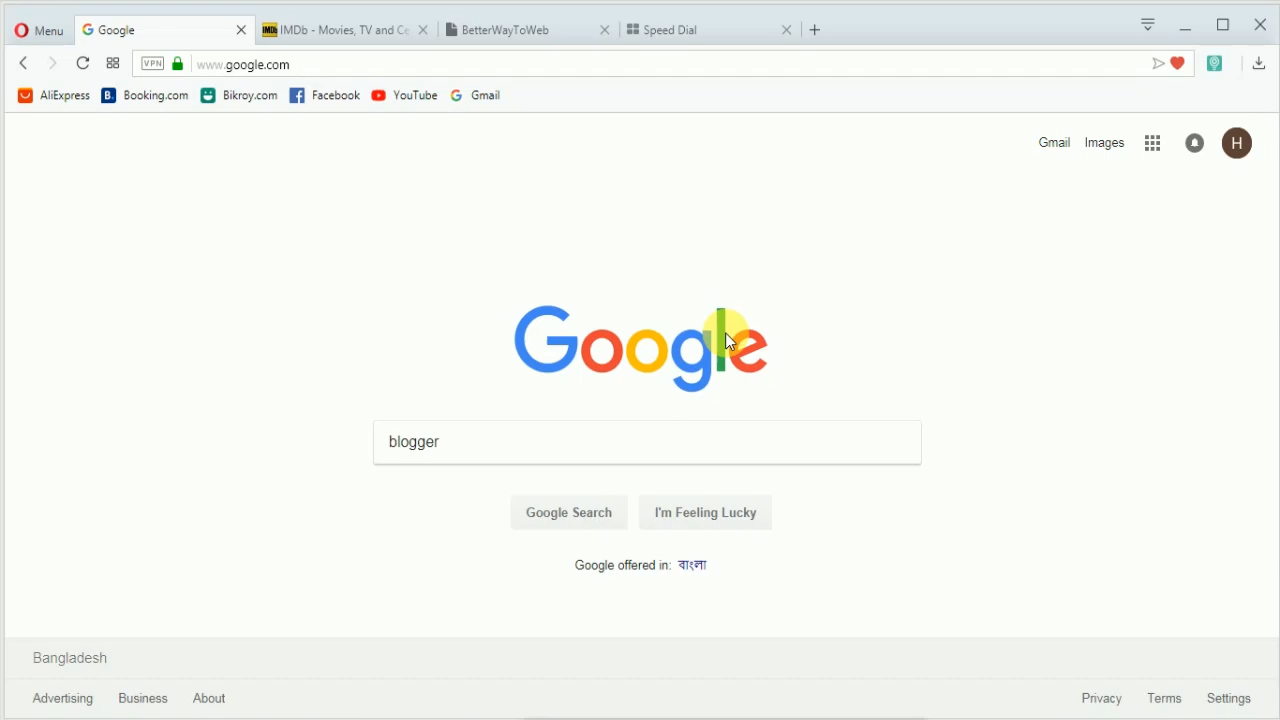 Menu Google IMDb - Movies, TV and Ce BetterWayToWeb Speed Dial
VPN www.google.com
AliExpress B. Booking.com Bikroy.com Facebook YouTube Gmail
Gmail Images H
Google
blogger
Google Search I'm Feeling Lucky
Google offered in: বাংলা
Bangladesh
Advertising Business About Privacy Terms Settings